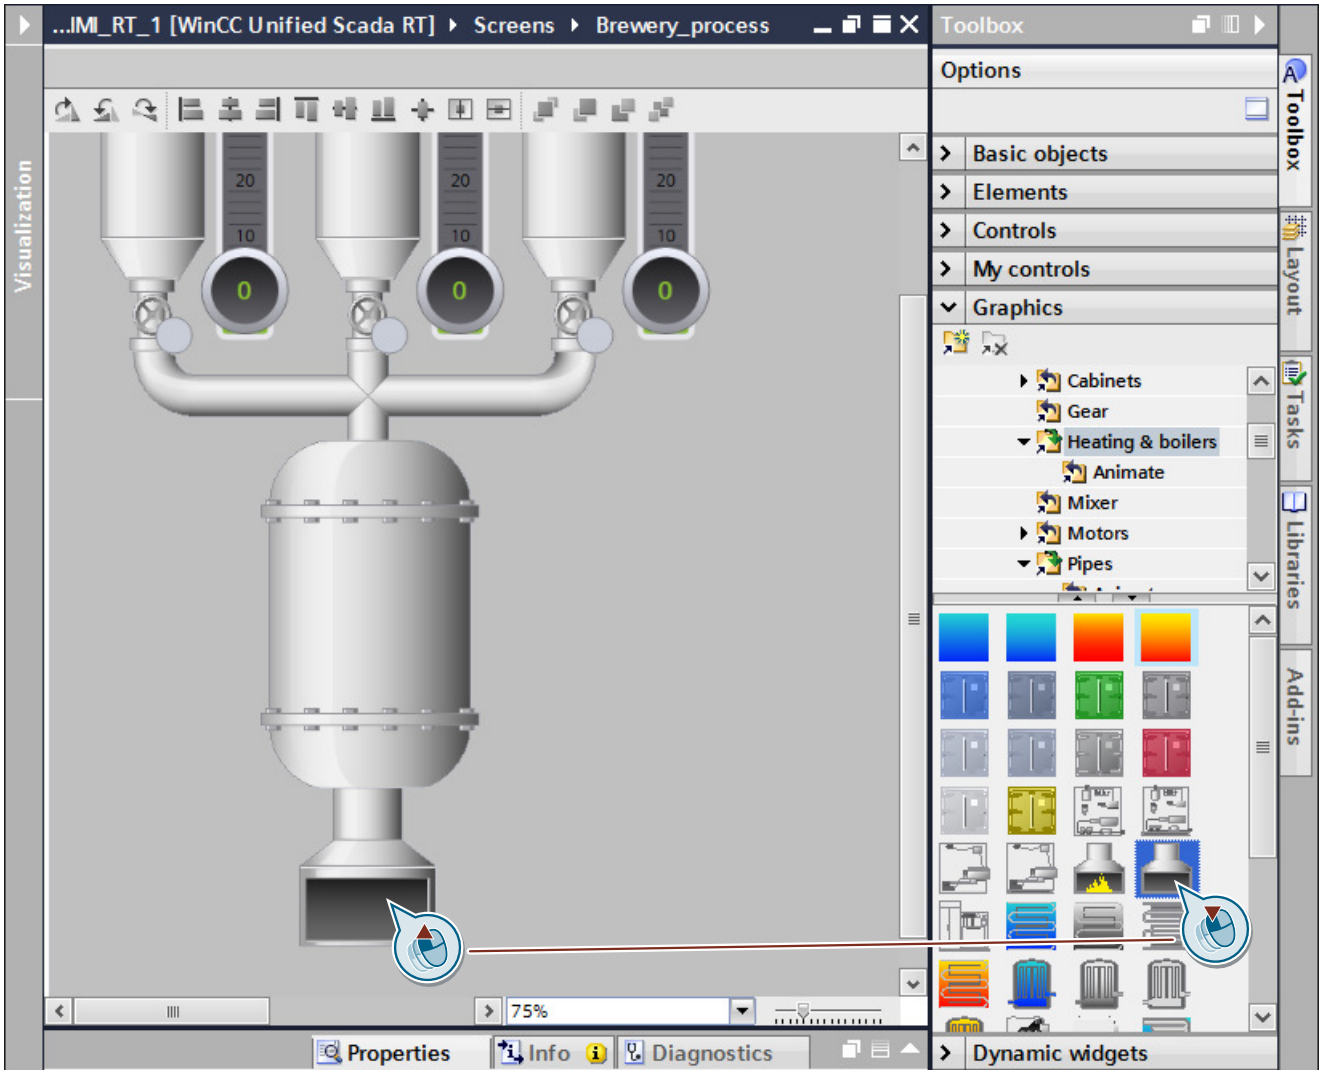 ...IMI_RT_1 [WinCC Unified Scada RT] ▸ Screens ▸ Brewery_process
Toolbox
Options
Visualization
20
10
0
20
10
0
20
10
0
Basic objects
Elements
Controls
My controls
Graphics
Cabinets
Gear
Heating & boilers
Animate
Mixer
Motors
Pipes
Toolbox
Layout
Tasks
Libraries
Add-ins
75%
Properties
Info
Diagnostics
Dynamic widgets